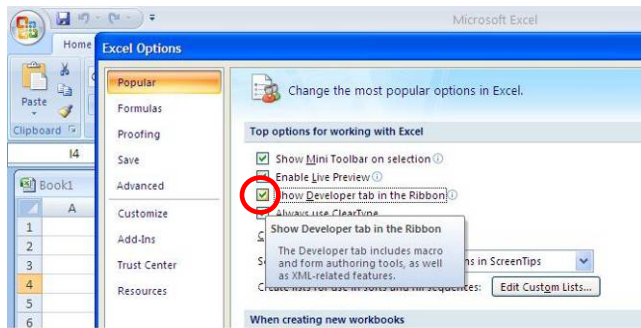 Microsoft Excel
Home
Excel Options
Paste
Clipboard
I4
Book1
A
1
2
3
4
5
6
Popular
Formulas
Proofing
Save
Advanced
Customize
Add-Ins
Trust Center
Resources
Change the most popular options in Excel.
Top options for working with Excel
Show Mini Toolbar on selection
Enable Live Preview
Show Developer tab in the Ribbon
Always use ClearType
Show Developer tab in the Ribbon
The Developer tab includes macro
and form authoring tools, as well
as XML-related features.
in ScreenTips
Create lists for use in sorts and fill sequences: Edit Custom Lists...
When creating new workbooks